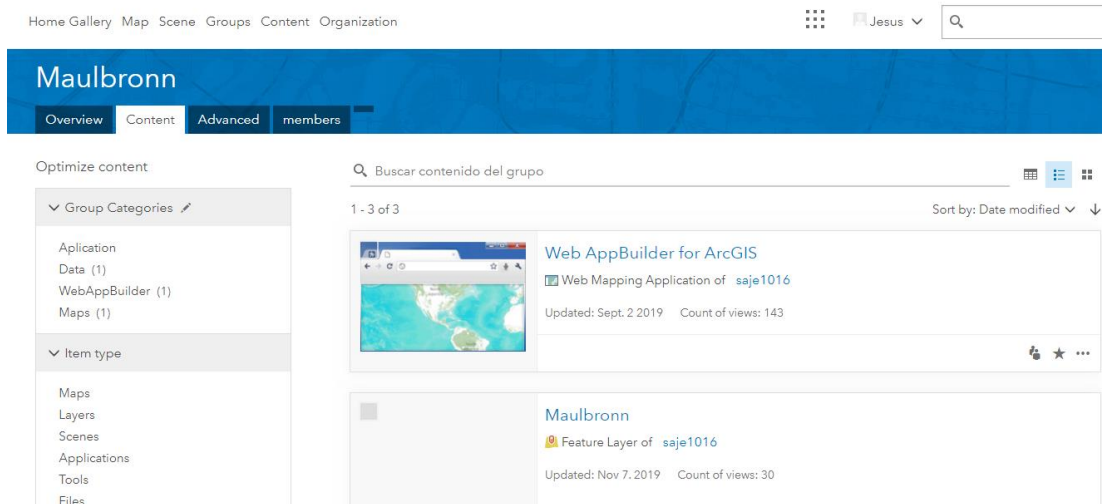 Home Gallery Map Scene Groups Content Organization
Jesus
Maulbronn
Overview Content Advanced members
Optimize content
Buscar contenido del grupo
Group Categories
1 - 3 of 3
Sort by: Date modified
Aplication
Data (1)
WebAppBuilder (1)
Maps (1)
Web AppBuilder for ArcGIS
Web Mapping Application of saje1016
Updated: Sept. 2 2019 Count of views: 143
Item type
Maps
Layers
Scenes
Applications
Tools
Files
Maulbronn
Feature Layer of saje1016
Updated: Nov 7. 2019 Count of views: 30